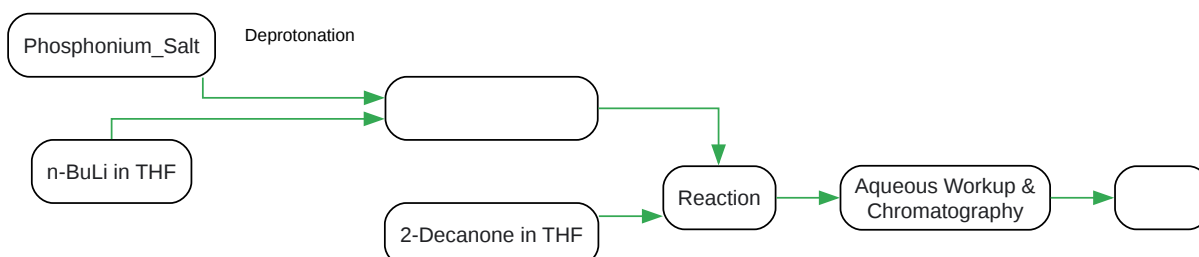 Phosphonium_Salt
Deprotonation
n-BuLi in THF
2-Decanone in THF
Reaction
Aqueous Workup &
Chromatography